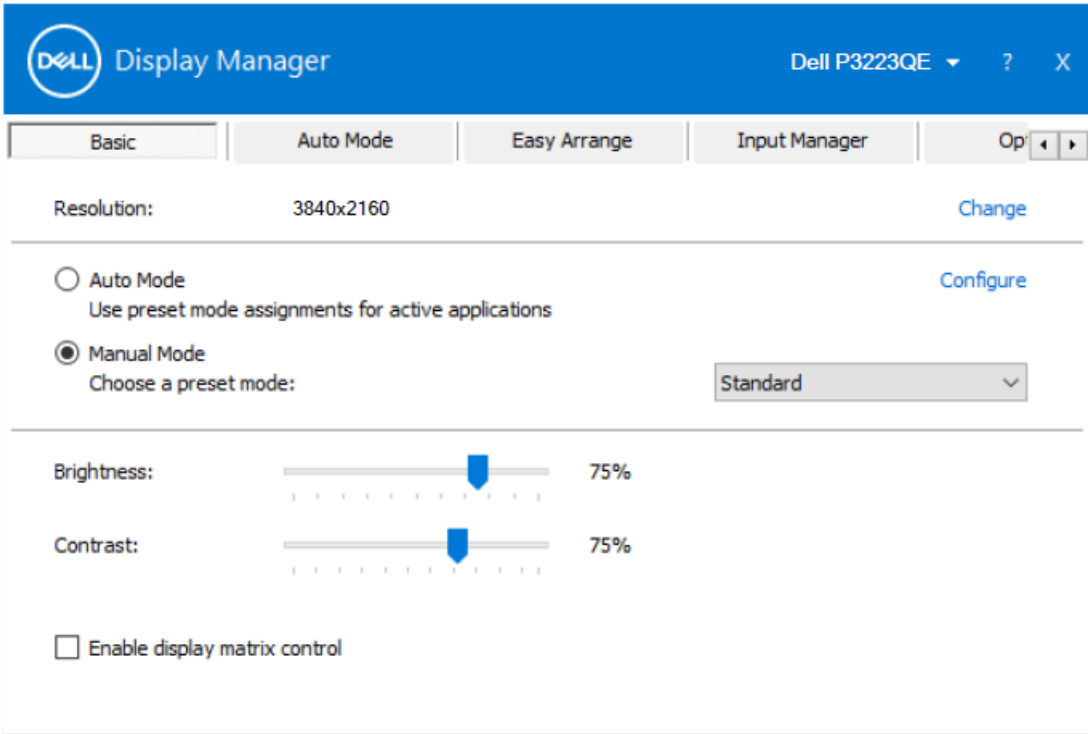 DELL Display Manager Dell P3223QE ? X
Basic Auto Mode Easy Arrange Input Manager Op
Resolution: 3840x2160 Change
Auto Mode Configure
Use preset mode assignments for active applications
Manual Mode
Choose a preset mode: Standard
Brightness: 75%
Contrast: 75%
Enable display matrix control